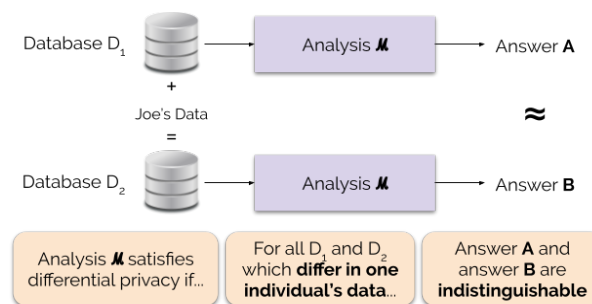 Database D₁
Analysis 𝓜
Answer A
+
Joe's Data
=
≈
Database D₂
Analysis 𝓜
Answer B
Analysis 𝓜 satisfies
differential privacy if...
For all D₁ and D₂
which differ in one
individual's data...
Answer A and
answer B are
indistinguishable